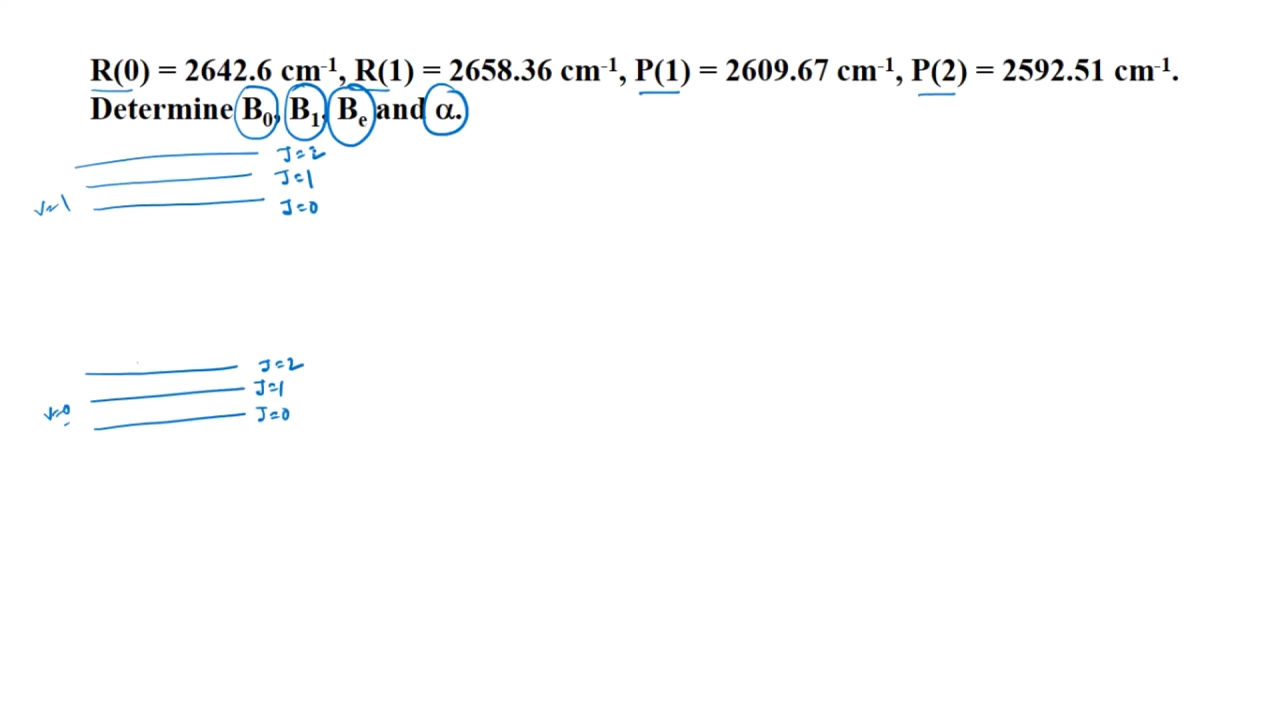 R(0) = 2642.6 cm⁻¹, R(1) = 2658.36 cm⁻¹, P(1) = 2609.67 cm⁻¹, P(2) = 2592.51 cm⁻¹.
Determine B₀, B₁, Bₑ and α.
J=2
J=1
v=1 J=0
J=2
J=1
v=0 J=0